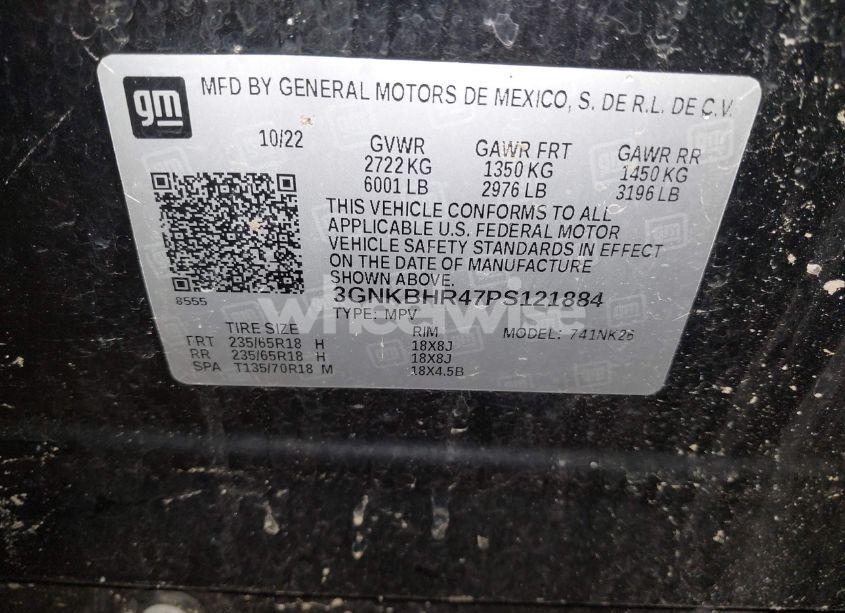 gm
MFD BY GENERAL MOTORS DE MEXICO, S. DE R.L. DE C.V.
10/22 GVWR GAWR FRT GAWR RR
2722 KG 1350 KG 1450 KG
6001 LB 2976 LB 3196 LB
THIS VEHICLE CONFORMS TO ALL
APPLICABLE U.S. FEDERAL MOTOR
VEHICLE SAFETY STANDARDS IN EFFECT
ON THE DATE OF MANUFACTURE
SHOWN ABOVE.
8555
3GNKBHR47PS121884
wheelwise
TYPE: MPV MODEL: 741NK26
TIRE SIZE RIM
FRT 235/65R18 H 18X8J
RR 235/65R18 H 18X8J
SPA T135/70R18 M 18X4.5B